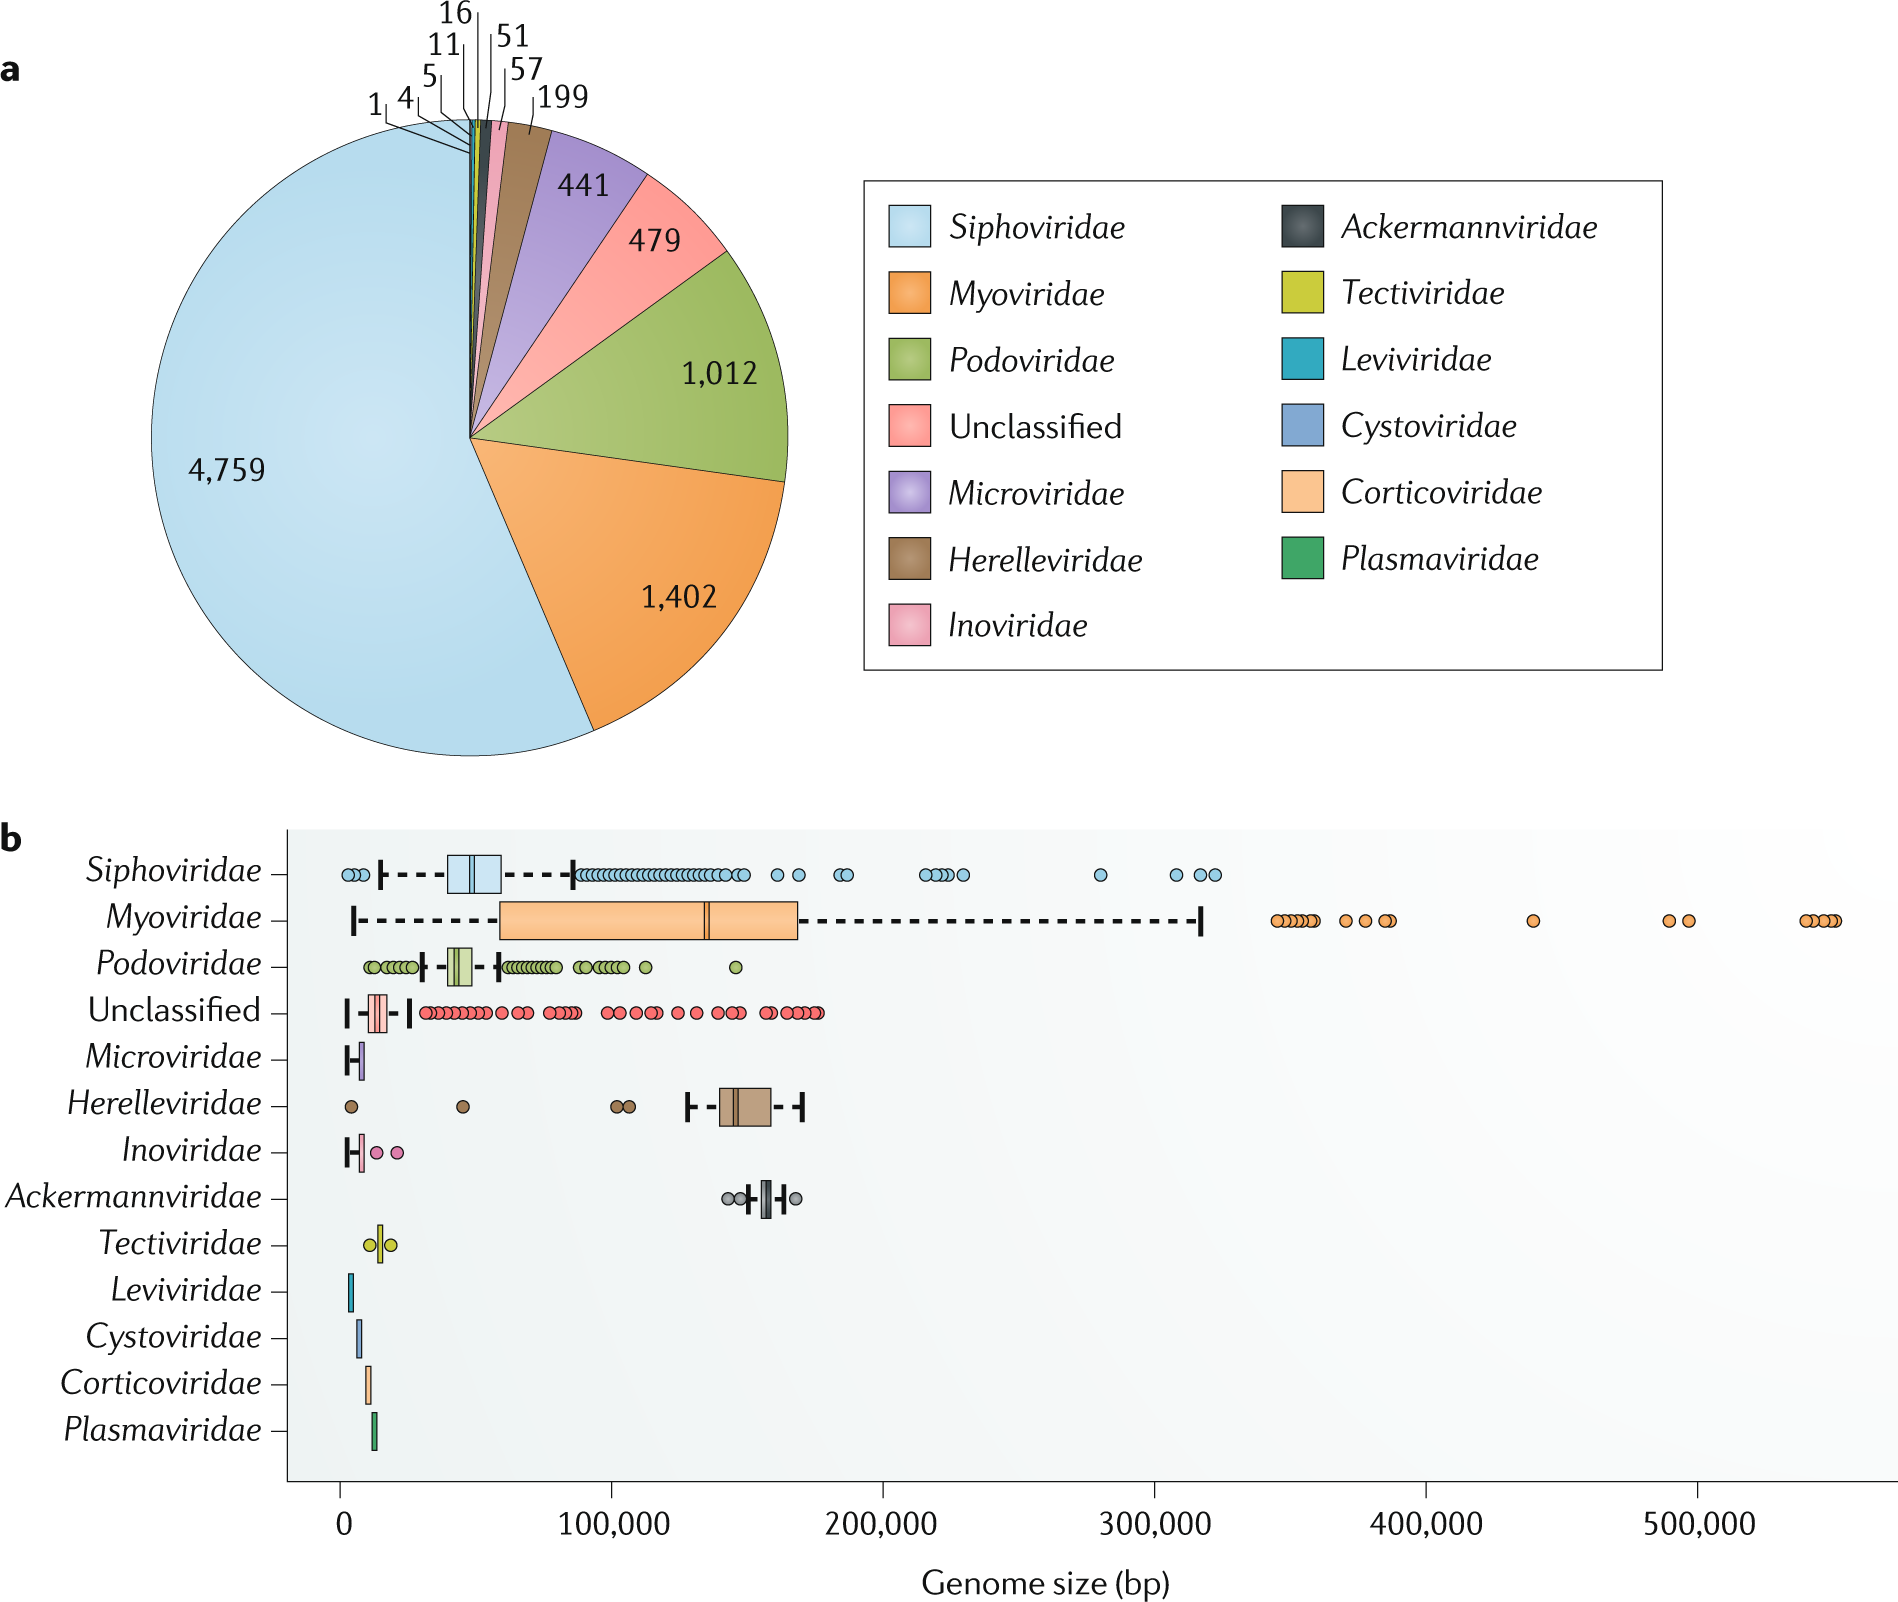 a
16
11
51
5
57
1
4
199
441
479
1,012
4,759
1,402
Siphoviridae
Myoviridae
Podoviridae
Unclassified
Microviridae
Herelleviridae
Inoviridae
Ackermannviridae
Tectiviridae
Leviviridae
Cystoviridae
Corticoviridae
Plasmaviridae
b
Siphoviridae
Myoviridae
Podoviridae
Unclassified
Microviridae
Herelleviridae
Inoviridae
Ackermannviridae
Tectiviridae
Leviviridae
Cystoviridae
Corticoviridae
Plasmaviridae
0 100,000 200,000 300,000 400,000 500,000
Genome size (bp)